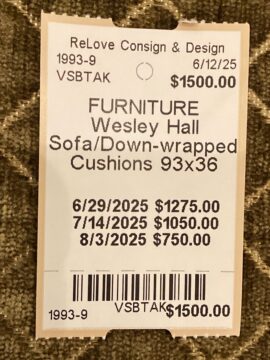 ReLove Consign & Design
1993-9 6/12/25
VSBTAK $1500.00
FURNITURE
Wesley Hall
Sofa/Down-wrapped
Cushions 93x36
6/29/2025 $1275.00
7/14/2025 $1050.00
8/3/2025 $750.00
VSBTAK
1993-9 $1500.00